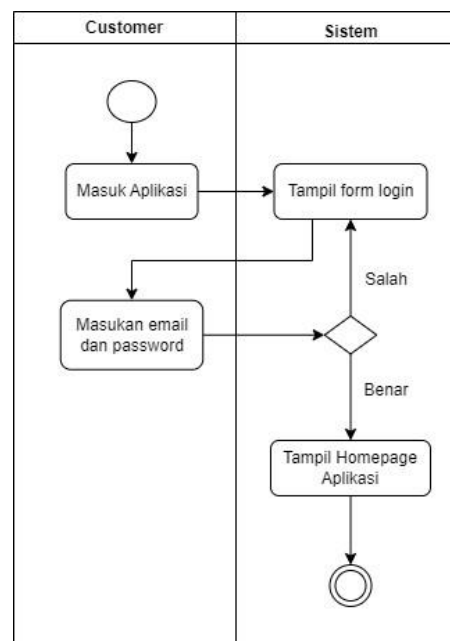 Customer
Sistem
Masuk Aplikasi
Tampil form login
Salah
Masukan email
dan password
Benar
Tampil Homepage
Aplikasi